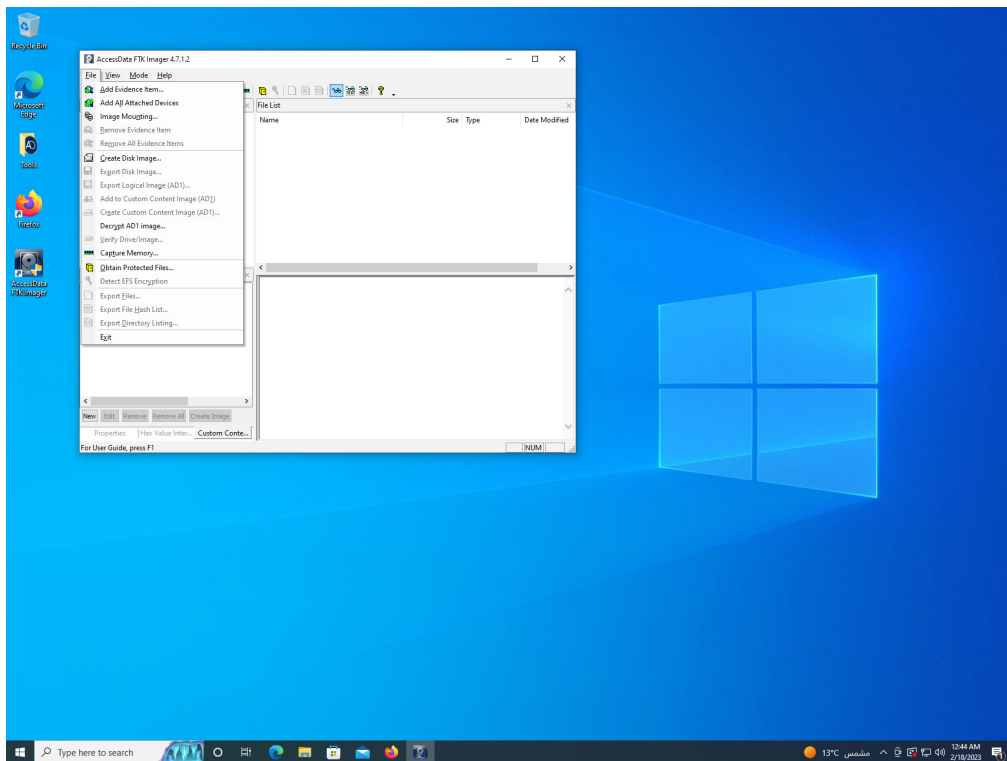 Recycle Bin
Microsoft
Edge
Tools
Firefox
AccessData
FTK Imager
AccessData FTK Imager 4.7.1.2
File View Mode Help
Add Evidence Item...
Add All Attached Devices
Image Mounting...
Remove Evidence Item
Remove All Evidence Items
Create Disk Image...
Export Disk Image...
Export Logical Image (AD1)...
Add to Custom Content Image (AD1)
Create Custom Content Image (AD1)...
Decrypt AD1 image...
Verify Drive/Image...
Capture Memory...
Obtain Protected Files...
Detect EFS Encryption
Export Files...
Export File Hash List...
Export Directory Listing...
Exit
File List
Name Size Type Date Modified
New Edit Remove Remove All Create Image
Properties Hex Value Inter... Custom Conte...
For User Guide, press F1 NUM
Type here to search
13°C مشمس
12:44 AM
2/18/2023